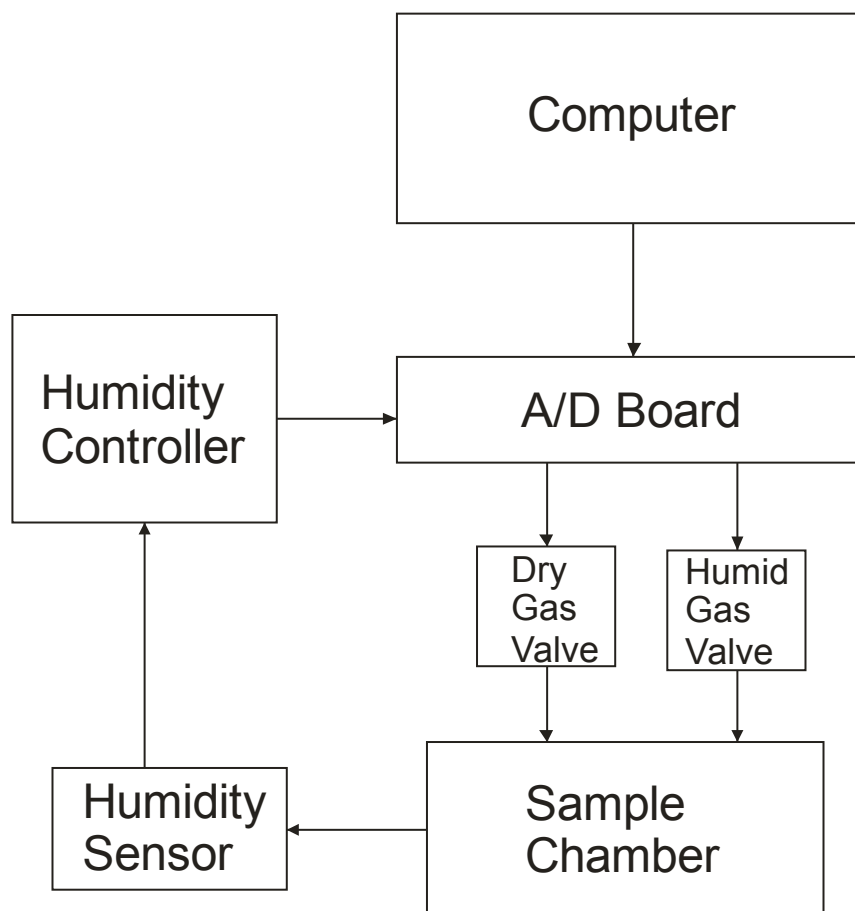 Computer
Humidity
Controller
A/D Board
Dry
Gas
Valve
Humid
Gas
Valve
Humidity
Sensor
Sample
Chamber